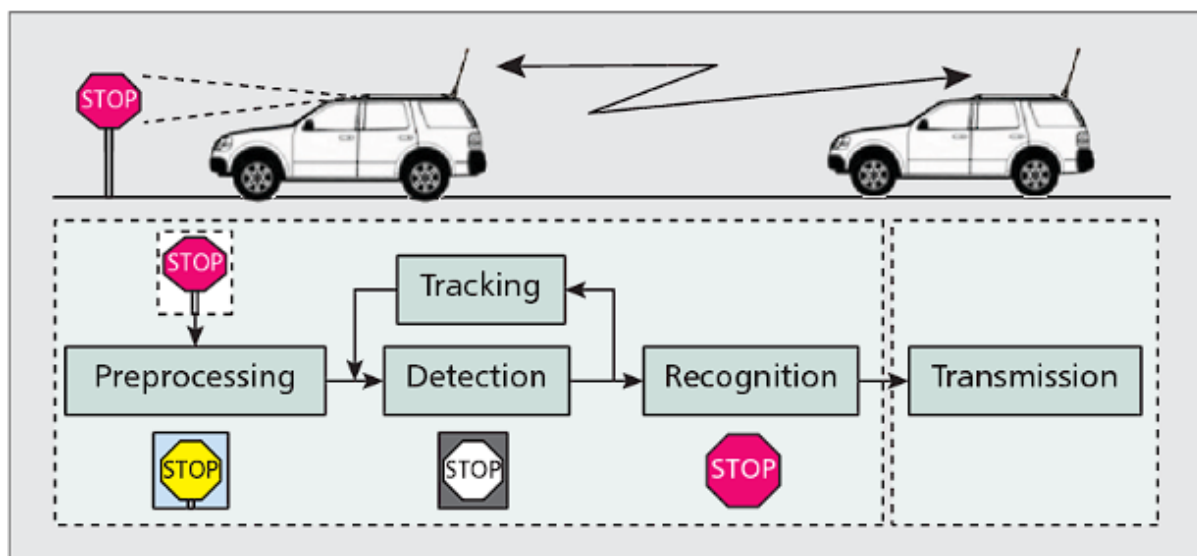 STOP
STOP
Tracking
Preprocessing
Detection
Recognition
Transmission
STOP
STOP
STOP